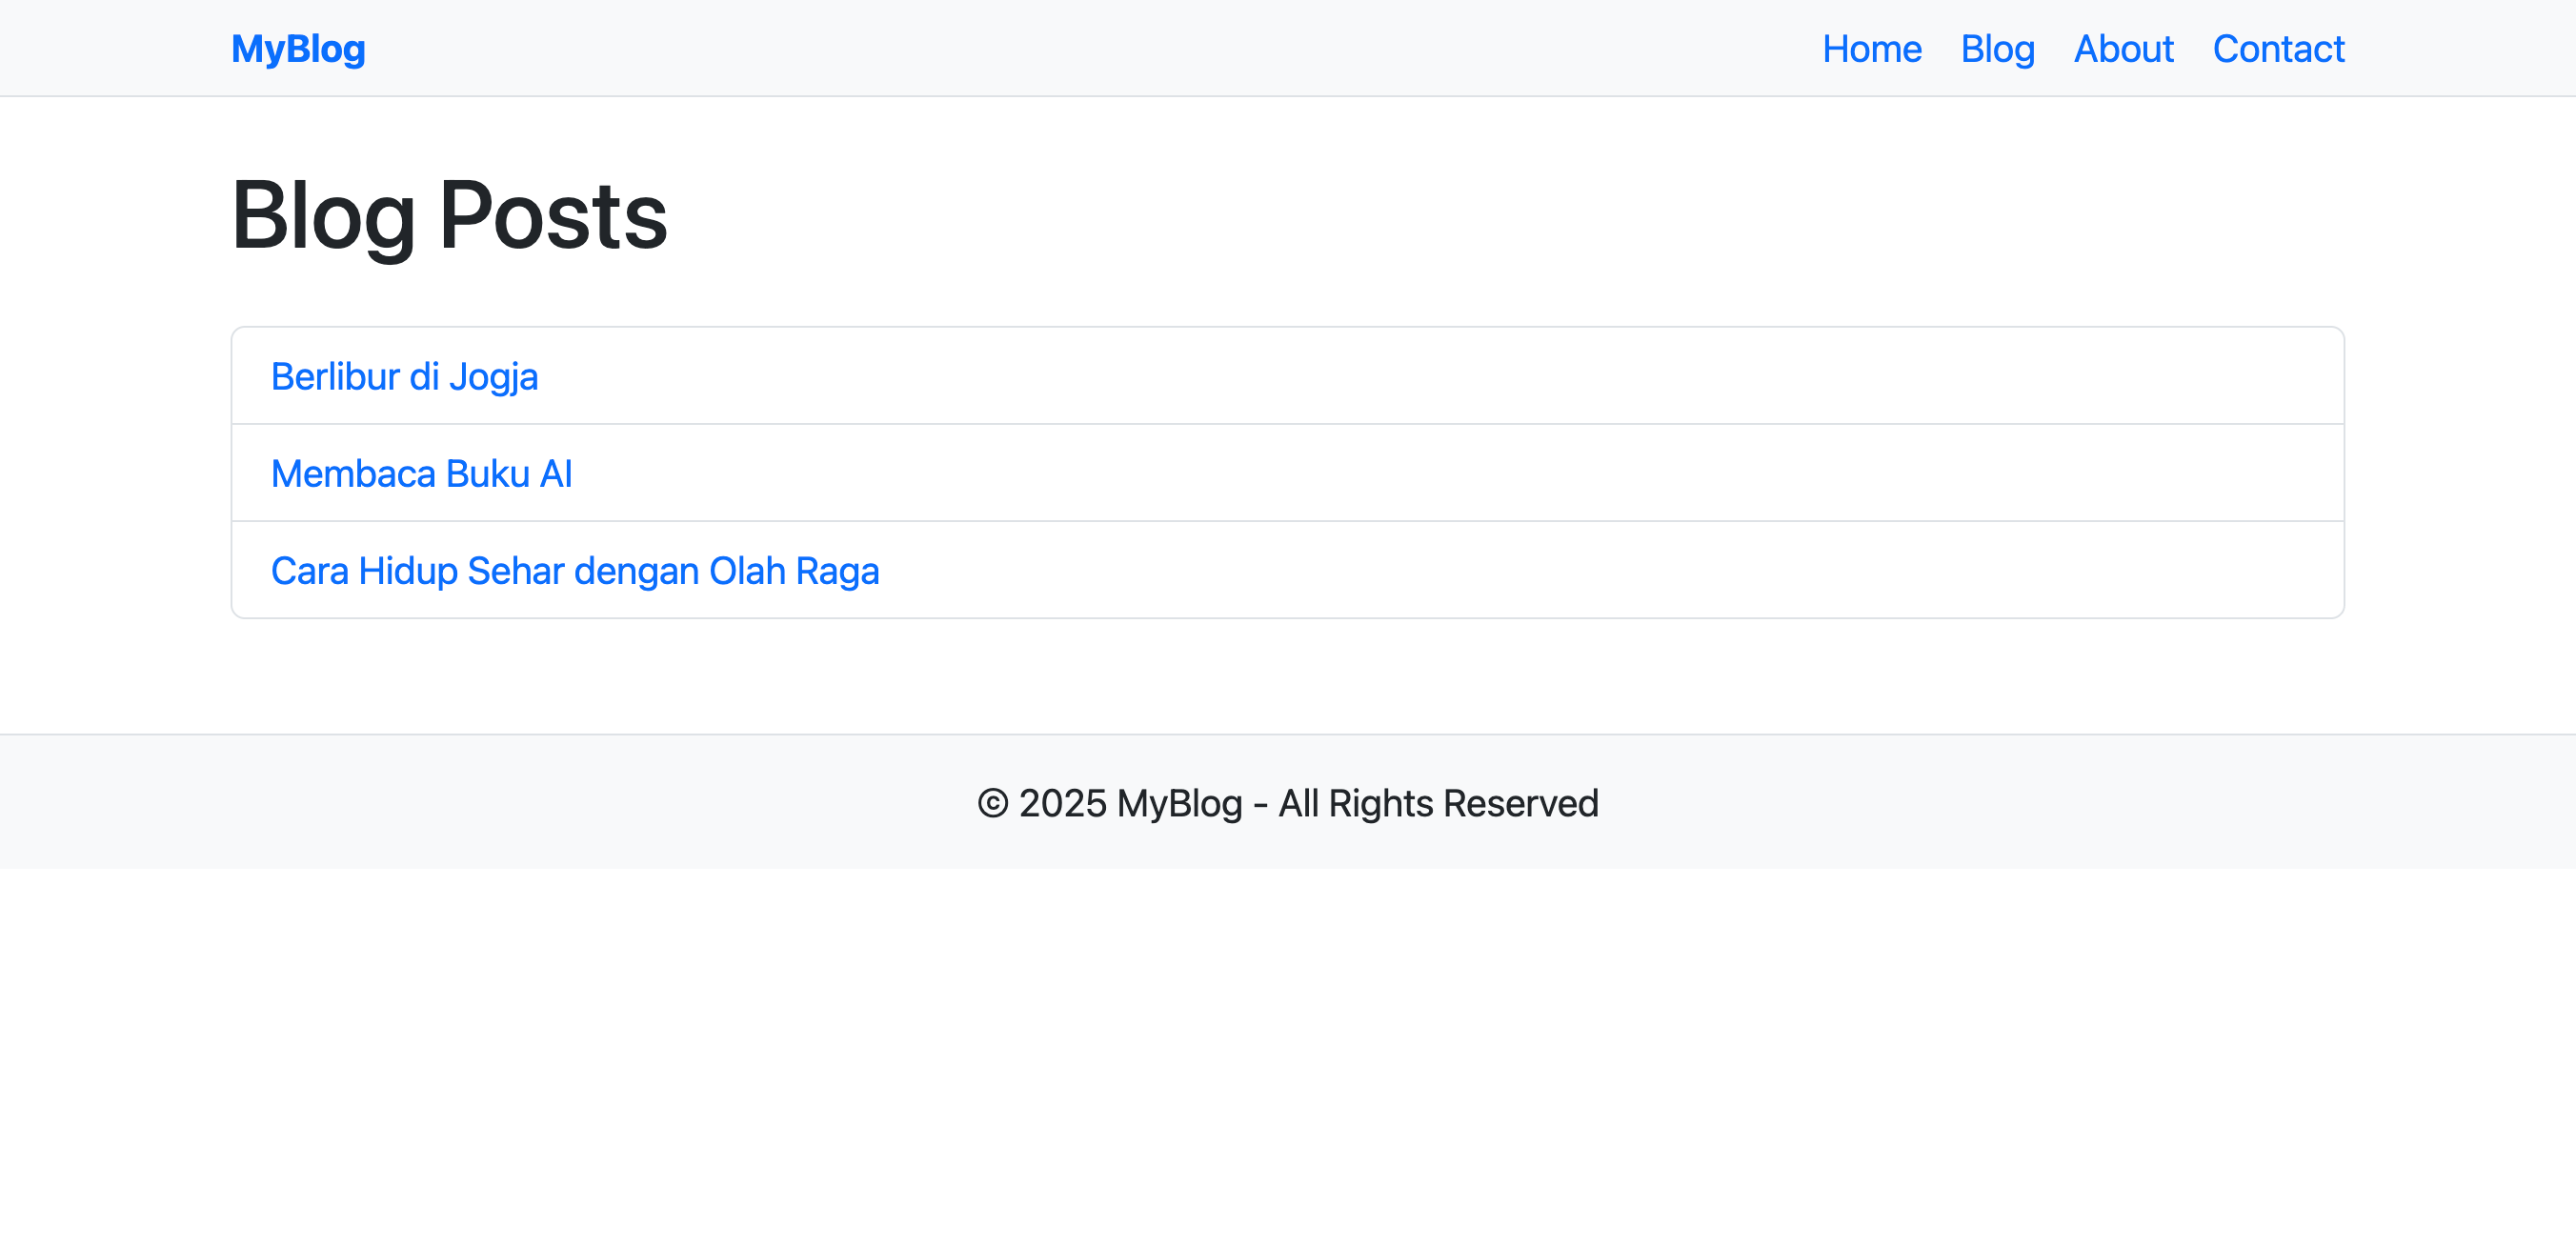 MyBlog
Home Blog About Contact
Blog Posts
Berlibur di Jogja
Membaca Buku AI
Cara Hidup Sehar dengan Olah Raga
© 2025 MyBlog - All Rights Reserved